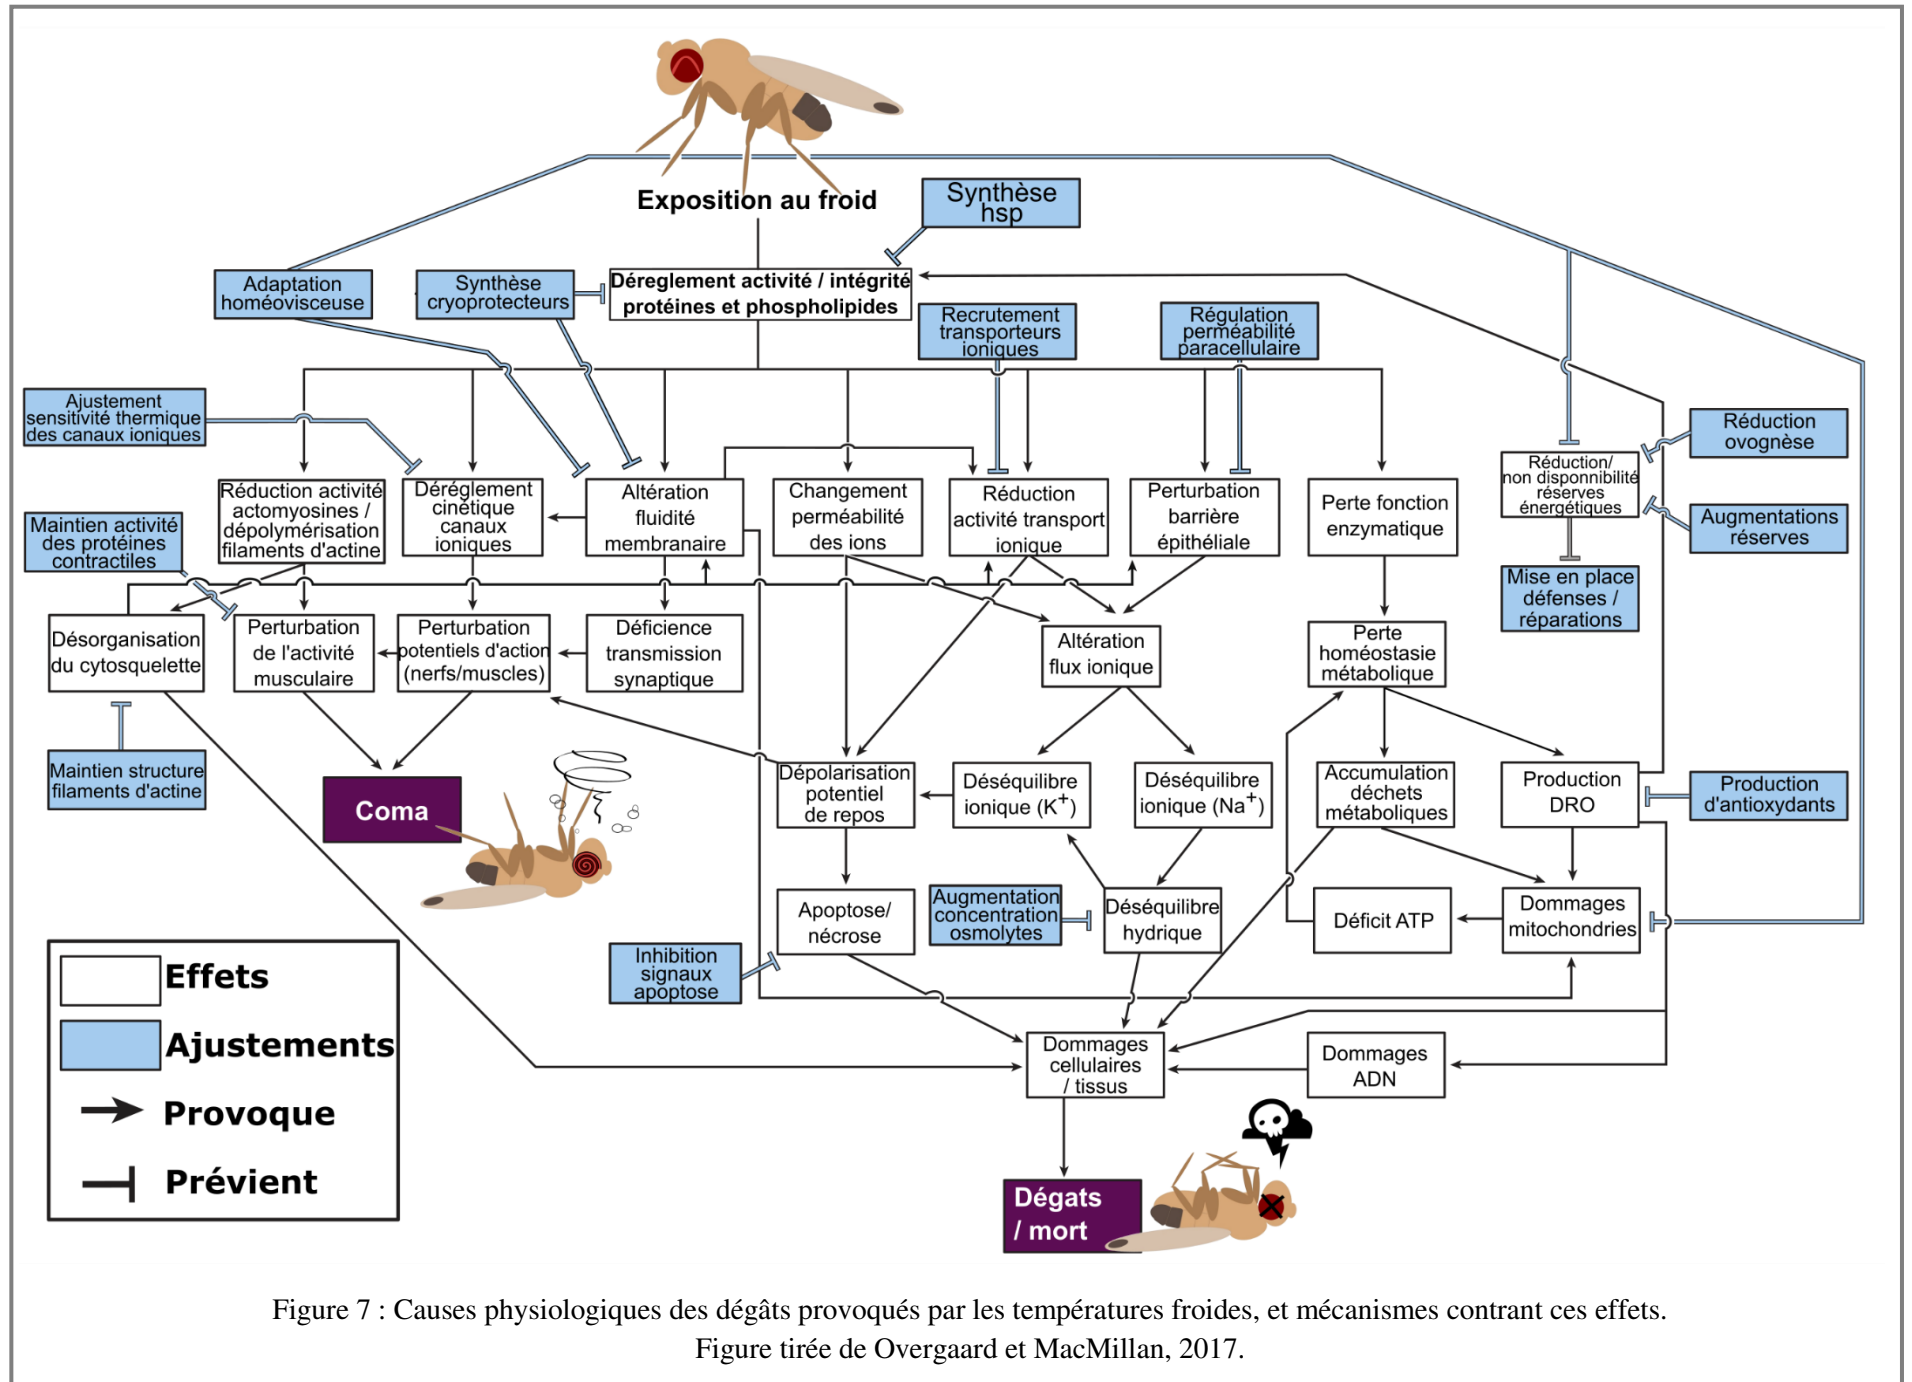 Exposition au froid
Synthèse
hsp
Adaptation
homéovisceuse
Synthèse
cryoprotecteurs
Déreglement activité / intégrité
protéines et phospholipides
Recrutement
transporteurs
ioniques
Régulation
perméabilité
paracellulaire
Ajustement
sensitivité thermique
des canaux ioniques
Réduction
ovognèse
Réduction activité
actomyosines /
dépolymérisation
filaments d'actine
Déréglement
cinétique
canaux
ioniques
Altération
fluidité
membranaire
Changement
perméabilité
des ions
Réduction
activité transport
ionique
Perturbation
barrière
épithéliale
Perte fonction
enzymatique
Réduction/
non disponnibilité
réserves
énergétiques
Augmentations
réserves
Maintien activité
des protéines
contractiles
Mise en place
défenses /
réparations
Désorganisation
du cytosquelette
Perturbation
de l'activité
musculaire
Perturbation
potentiels d'action
(nerfs/muscles)
Déficience
transmission
synaptique
Altération
flux ionique
Perte
homéostasie
métabolique
Maintien structure
filaments d'actine
Coma
Dépolarisation
potentiel
de repos
Déséquilibre
ionique (K+)
Déséquilibre
ionique (Na+)
Accumulation
déchets
métaboliques
Production
DRO
Production
d'antioxydants
Apoptose/
nécrose
Augmentation
concentration
osmolytes
Déséquilibre
hydrique
Déficit ATP
Dommages
mitochondries
Inhibition
signaux
apoptose
Effets
Ajustements
Provoque
Prévient
Dommages
cellulaires
/ tissus
Dommages
ADN
Dégats
/ mort
Figure 7 : Causes physiologiques des dégâts provoqués par les températures froides, et mécanismes contrant ces effets.
Figure tirée de Overgaard et MacMillan, 2017.